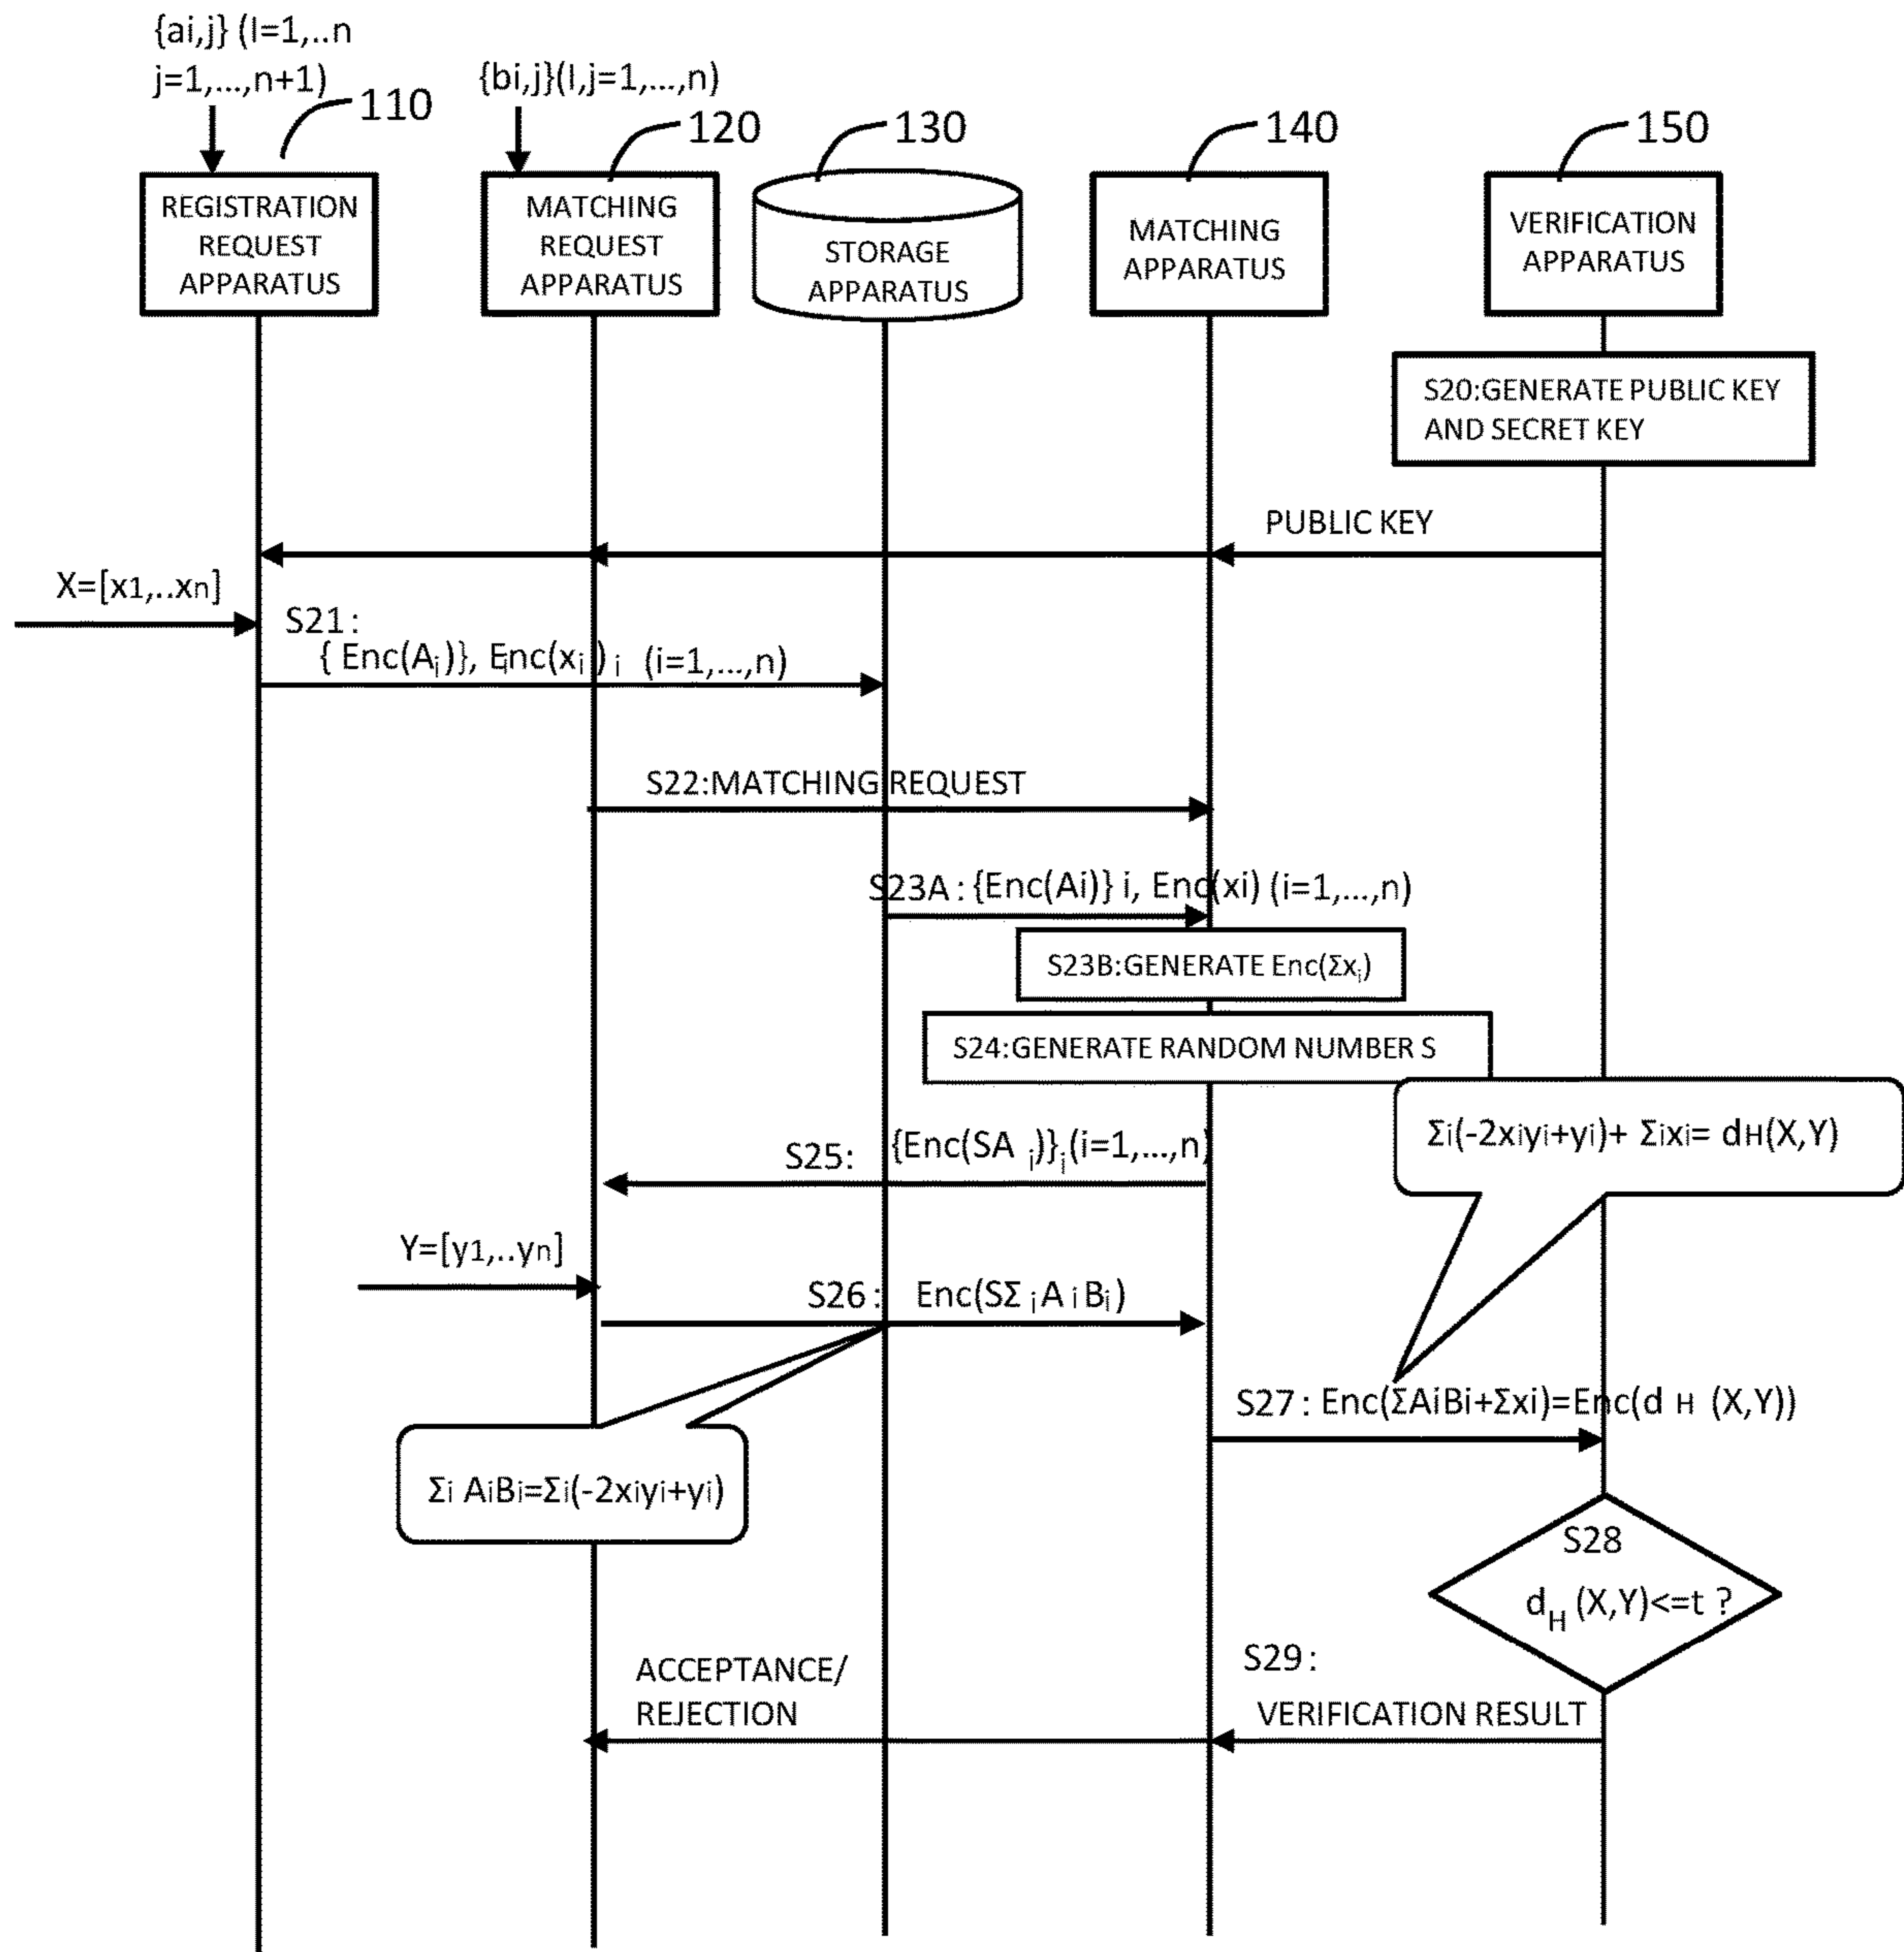 {ai,j} (I=1,..n
j=1,...,n+1)
{bi,j}(I,j=1,...,n)
110
120
130
140
150
REGISTRATION
REQUEST
APPARATUS
MATCHING
REQUEST
APPARATUS
STORAGE
APPARATUS
MATCHING
APPARATUS
VERIFICATION
APPARATUS
S20:GENERATE PUBLIC KEY
AND SECRET KEY
PUBLIC KEY
X=[x1,..xn]
S21:
{ Enc(Ai)}, Einc(xi)i (i=1,...,n)
S22:MATCHING REQUEST
S23A : {Enc(Ai)} i, Enc(xi) (i=1,...,n)
S23B:GENERATE Enc(Σxi)
S24:GENERATE RANDOM NUMBER S
Σi(-2xiyi+yi)+ Σixi= dH(X,Y)
S25: {Enc(SA i)}i(i=1,...,n)
Y=[y1,..yn]
S26: Enc(SΣ i A i Bi)
S27: Enc(ΣAiBi+Σxi)=Enc(d H (X,Y))
Σi AiBi=Σi(-2xiyi+yi)
S28
dH (X,Y)<=t ?
S29:
ACCEPTANCE/
REJECTION
VERIFICATION RESULT